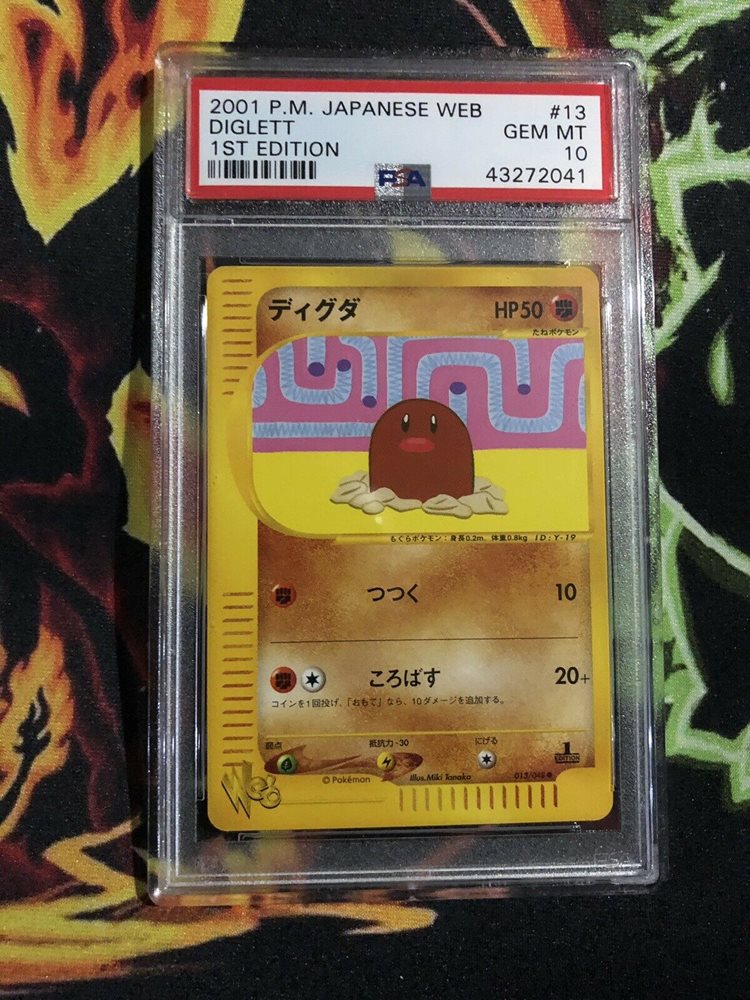 2001 P.M. JAPANESE WEB #13
DIGLETT GEM MT
1ST EDITION 10
PSA 43272041
ディグダ HP50
たねポケモン
もぐらポケモン：身長0.2m. 体重0.8kg ID:Y-19
つつく 10
ころばす 20+
コインを1回投げ、「おもて」なら、10ダメージを追加する。
弱点 抵抗力-30 にげる
1
EDITION
Web
©Pokémon Illus.Miki Tanaka 013/048